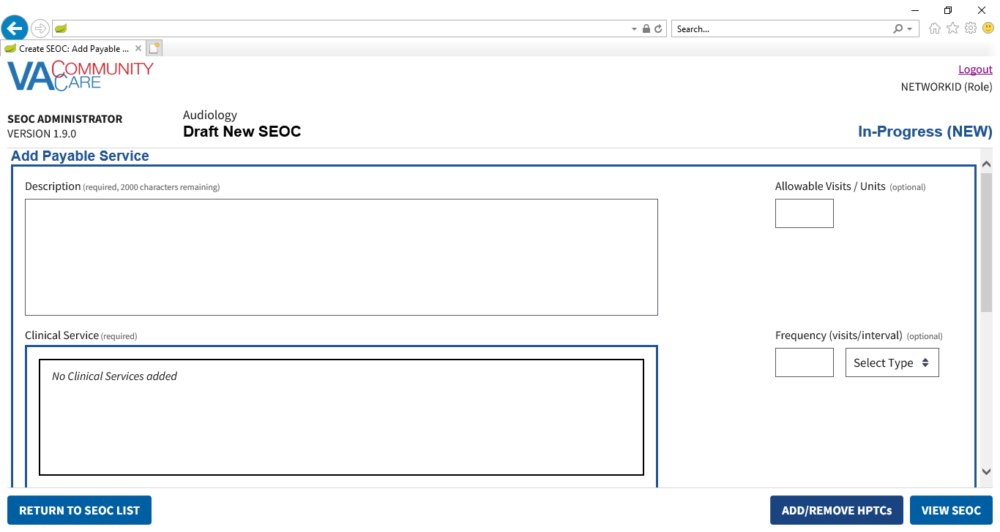 Search...
Create SEOC: Add Payable ...
VA COMMUNITY CARE
Logout
NETWORKID (Role)
SEOC ADMINISTRATOR
VERSION 1.9.0
Audiology
Draft New SEOC
In-Progress (NEW)
Add Payable Service
Description (required, 2000 characters remaining)
Allowable Visits / Units (optional)
Clinical Service (required)
Frequency (visits/interval) (optional)
No Clinical Services added
Select Type
RETURN TO SEOC LIST
ADD/REMOVE HPTCs
VIEW SEOC